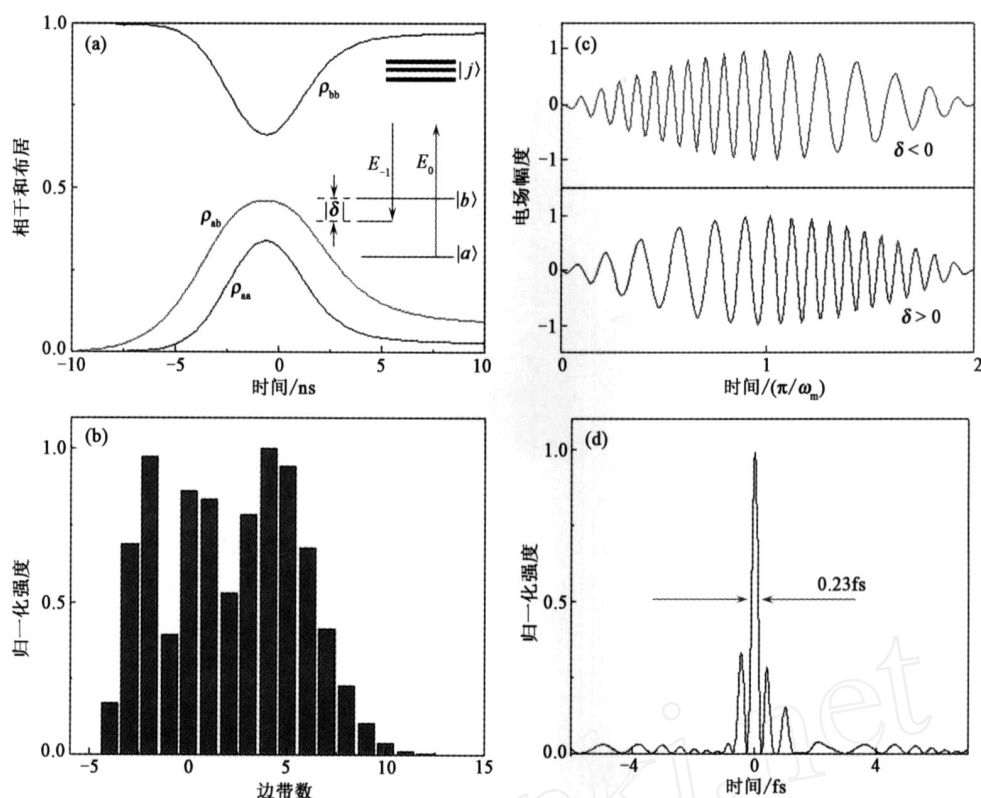 (a)
相干和布居
1.0
0.5
0.0
ρbb
ρab
ρaa
|j⟩
E-1
E0
|δ|
|b⟩
|a⟩
-10
-5
0
5
10
时间/ns
(c)
电场幅度
1
0
-1
δ < 0
1
0
-1
δ > 0
0
1
2
时间/(π/ωm)
(b)
归一化强度
1.0
0.5
0.0
-5
0
5
10
15
边带数
(d)
归一化强度
1.0
0.5
0.0
0.23fs
-4
0
4
时间/fs